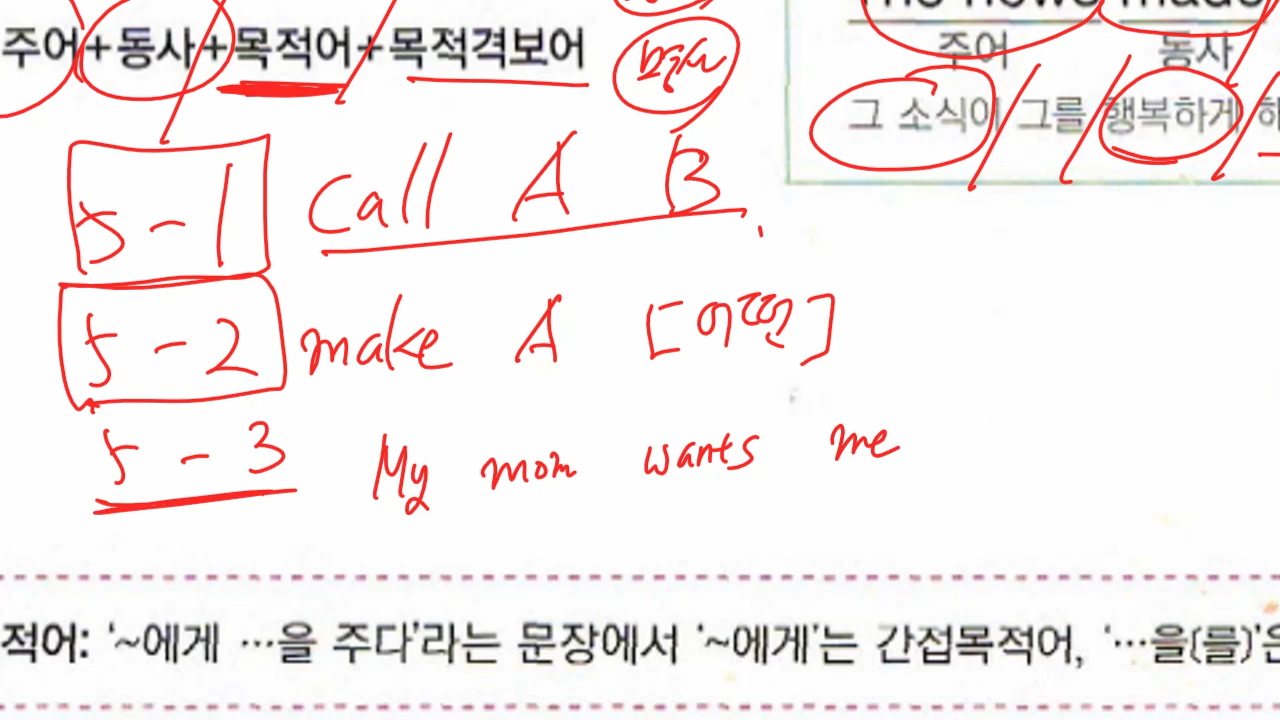 주어+동사+목적어+목적격보어
주어 동사
그 소식이 그를 행복하게
5-1 call A B
5-2 make A [어떤]
5-3 My mom wants me
적어: '~에게 …을 주다'라는 문장에서 '~에게'는 간접목적어, '…을(를)'은